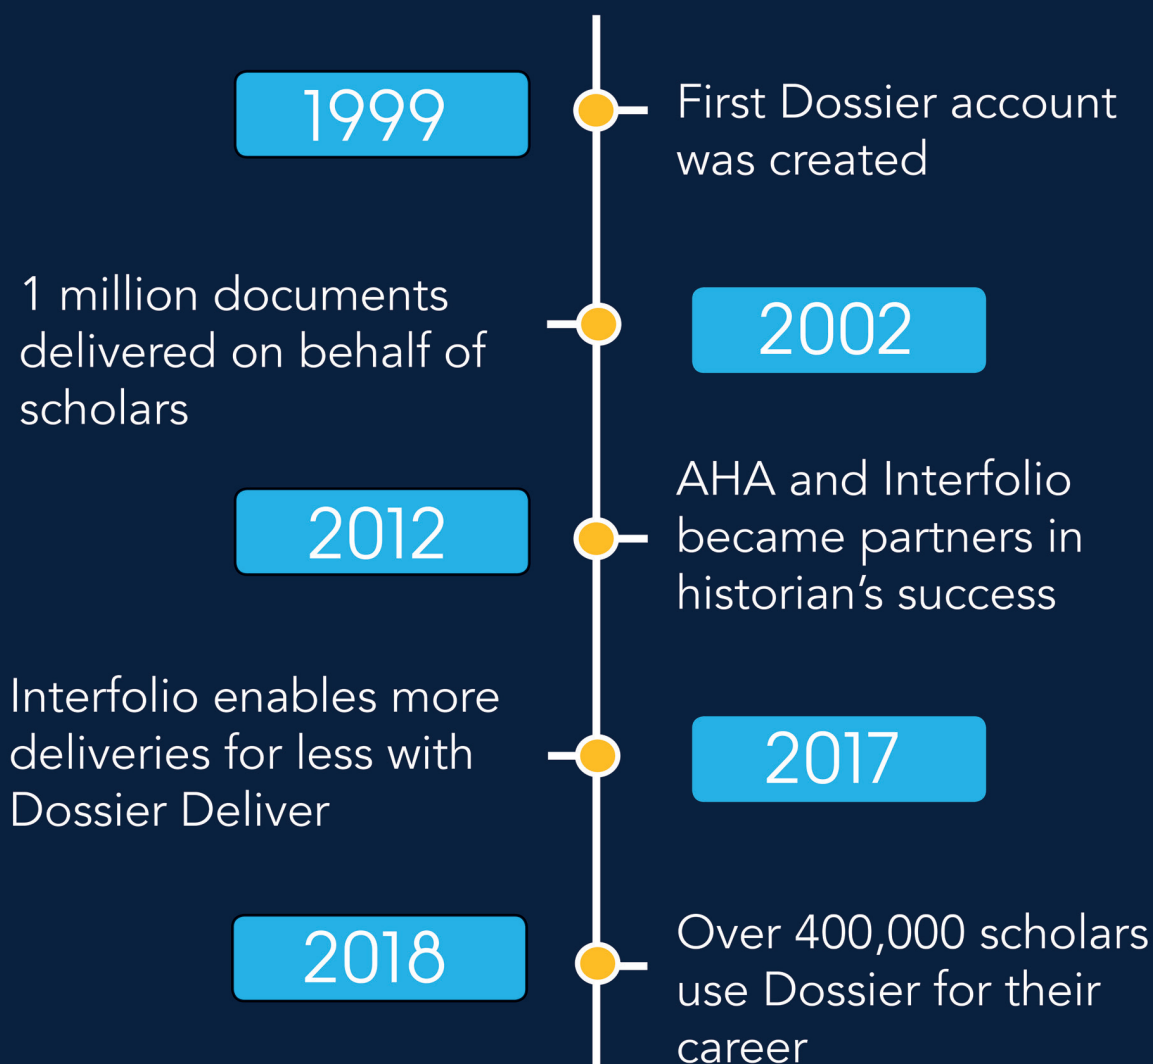 1999
First Dossier account
was created
1 million documents
delivered on behalf of
scholars
2002
2012
AHA and Interfolio
became partners in
historian’s success
Interfolio enables more
deliveries for less with
Dossier Deliver
2017
2018
Over 400,000 scholars
use Dossier for their
career